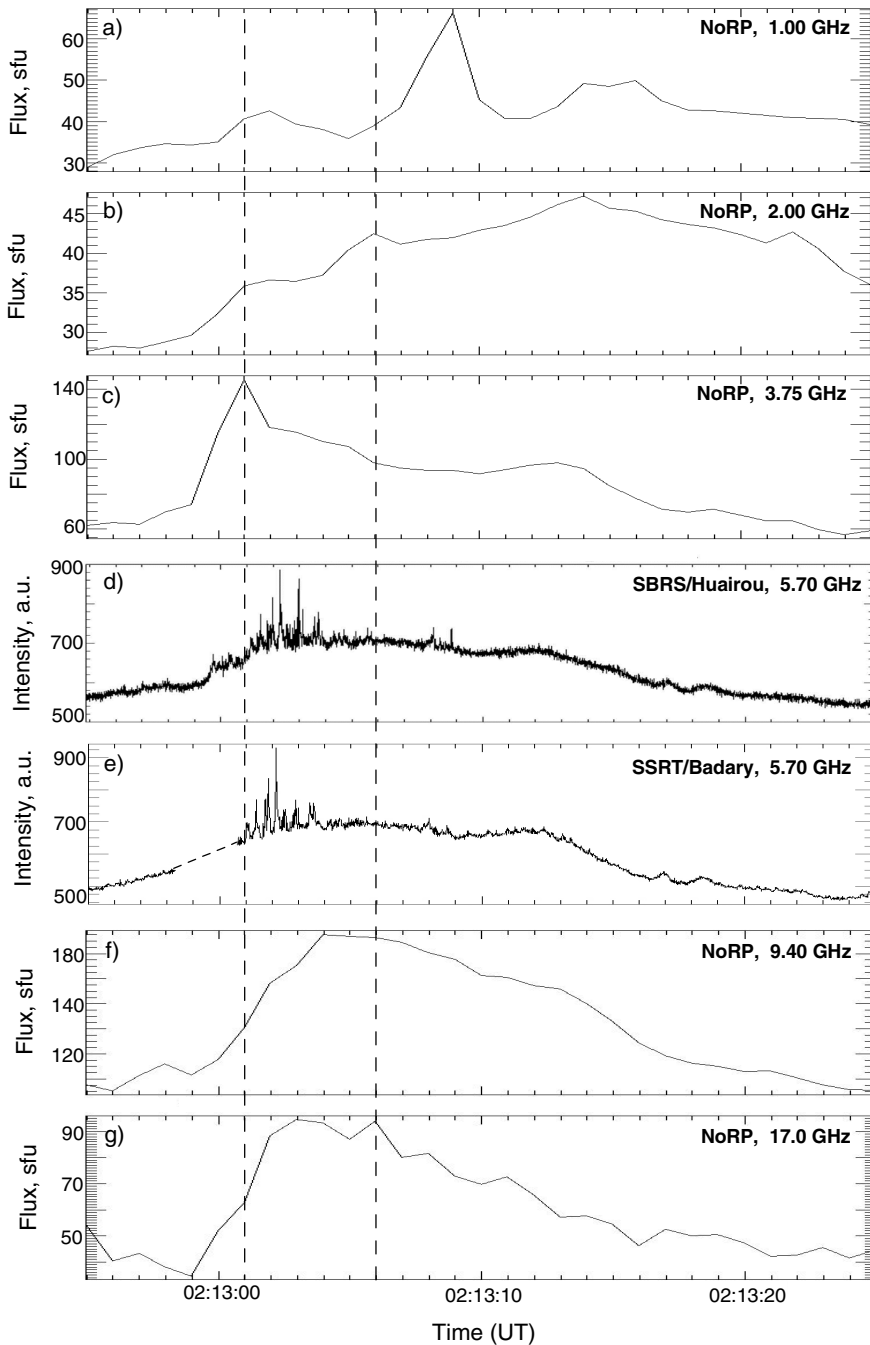 a)
NoRP, 1.00 GHz
Flux, sfu
60
50
40
30
b)
NoRP, 2.00 GHz
Flux, sfu
45
40
35
30
c)
NoRP, 3.75 GHz
Flux, sfu
140
100
60
d)
SBRS/Huairou, 5.70 GHz
Intensity, a.u.
900
700
500
e)
SSRT/Badary, 5.70 GHz
Intensity, a.u.
900
700
500
f)
NoRP, 9.40 GHz
Flux, sfu
180
140
120
g)
NoRP, 17.0 GHz
Flux, sfu
90
70
50
02:13:00
02:13:10
02:13:20
Time (UT)